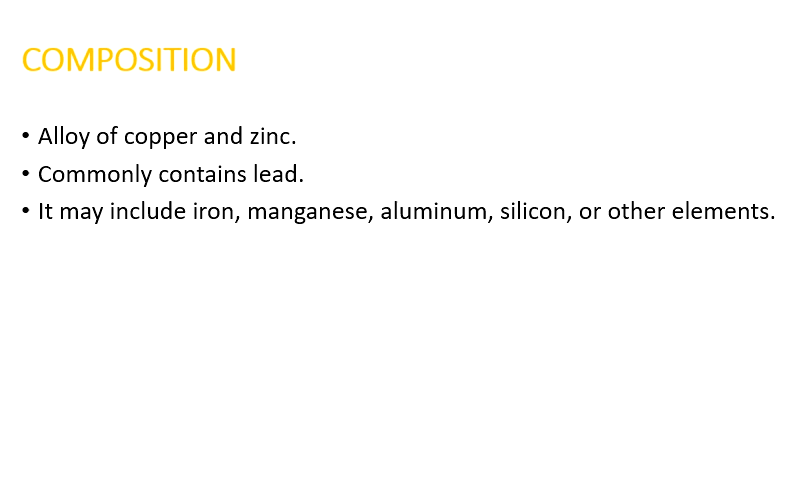 COMPOSITION
• Alloy of copper and zinc.
• Commonly contains lead.
• It may include iron, manganese, aluminum, silicon, or other elements.